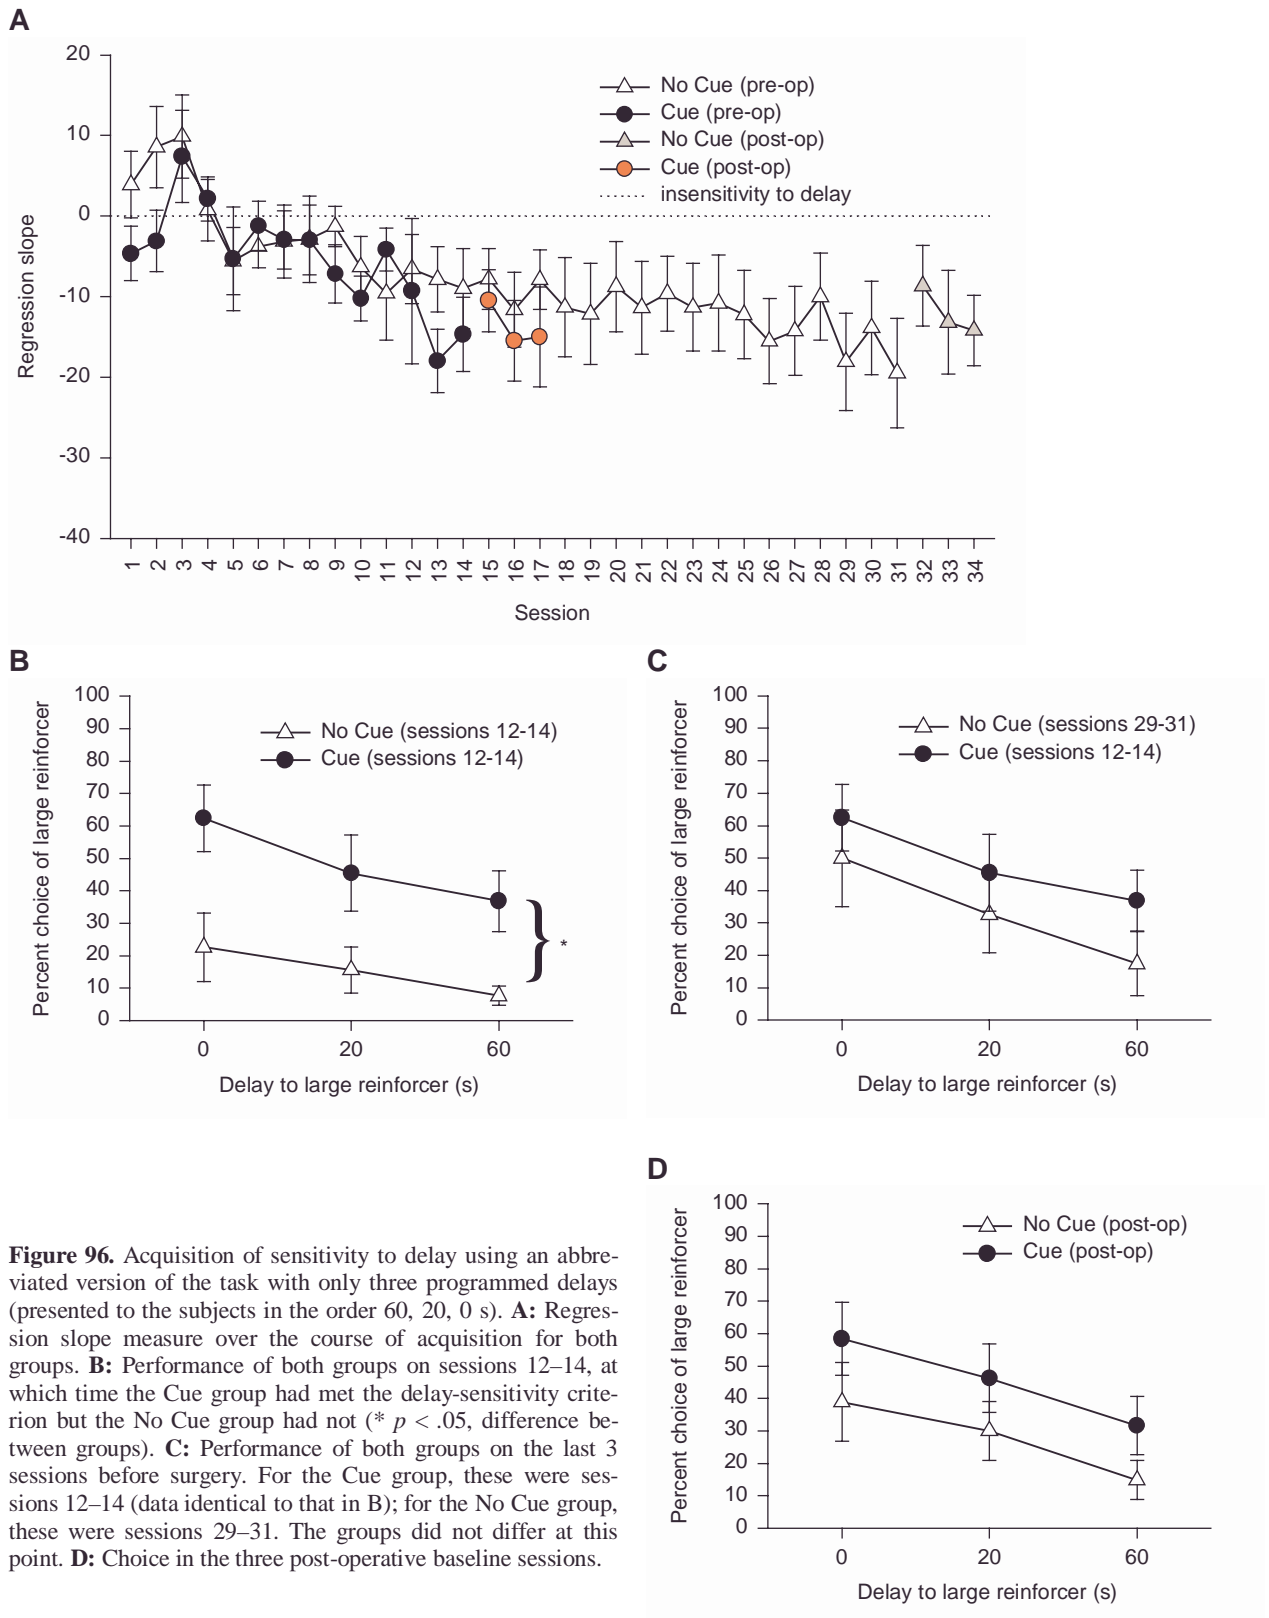 A
20
10
0
-10
-20
-30
-40
Regression slope
No Cue (pre-op)
Cue (pre-op)
No Cue (post-op)
Cue (post-op)
insensitivity to delay
1 2 3 4 5 6 7 8 9 10 11 12 13 14 15 16 17 18 19 20 21 22 23 24 25 26 27 28 29 30 31 32 33 34
Session
B
100
90
80
70
60
50
40
30
20
10
0
Percent choice of large reinforcer
No Cue (sessions 12-14)
Cue (sessions 12-14)
} *
0 20 60
Delay to large reinforcer (s)
C
100
90
80
70
60
50
40
30
20
10
0
Percent choice of large reinforcer
No Cue (sessions 29-31)
Cue (sessions 12-14)
0 20 60
Delay to large reinforcer (s)
D
100
90
80
70
60
50
40
30
20
10
0
Percent choice of large reinforcer
No Cue (post-op)
Cue (post-op)
0 20 60
Delay to large reinforcer (s)
Figure 96. Acquisition of sensitivity to delay using an abbre-
viated version of the task with only three programmed delays
(presented to the subjects in the order 60, 20, 0 s). A: Regres-
sion slope measure over the course of acquisition for both
groups. B: Performance of both groups on sessions 12–14, at
which time the Cue group had met the delay-sensitivity crite-
rion but the No Cue group had not (* p < .05, difference be-
tween groups). C: Performance of both groups on the last 3
sessions before surgery. For the Cue group, these were ses-
sions 12–14 (data identical to that in B); for the No Cue group,
these were sessions 29–31. The groups did not differ at this
point. D: Choice in the three post-operative baseline sessions.